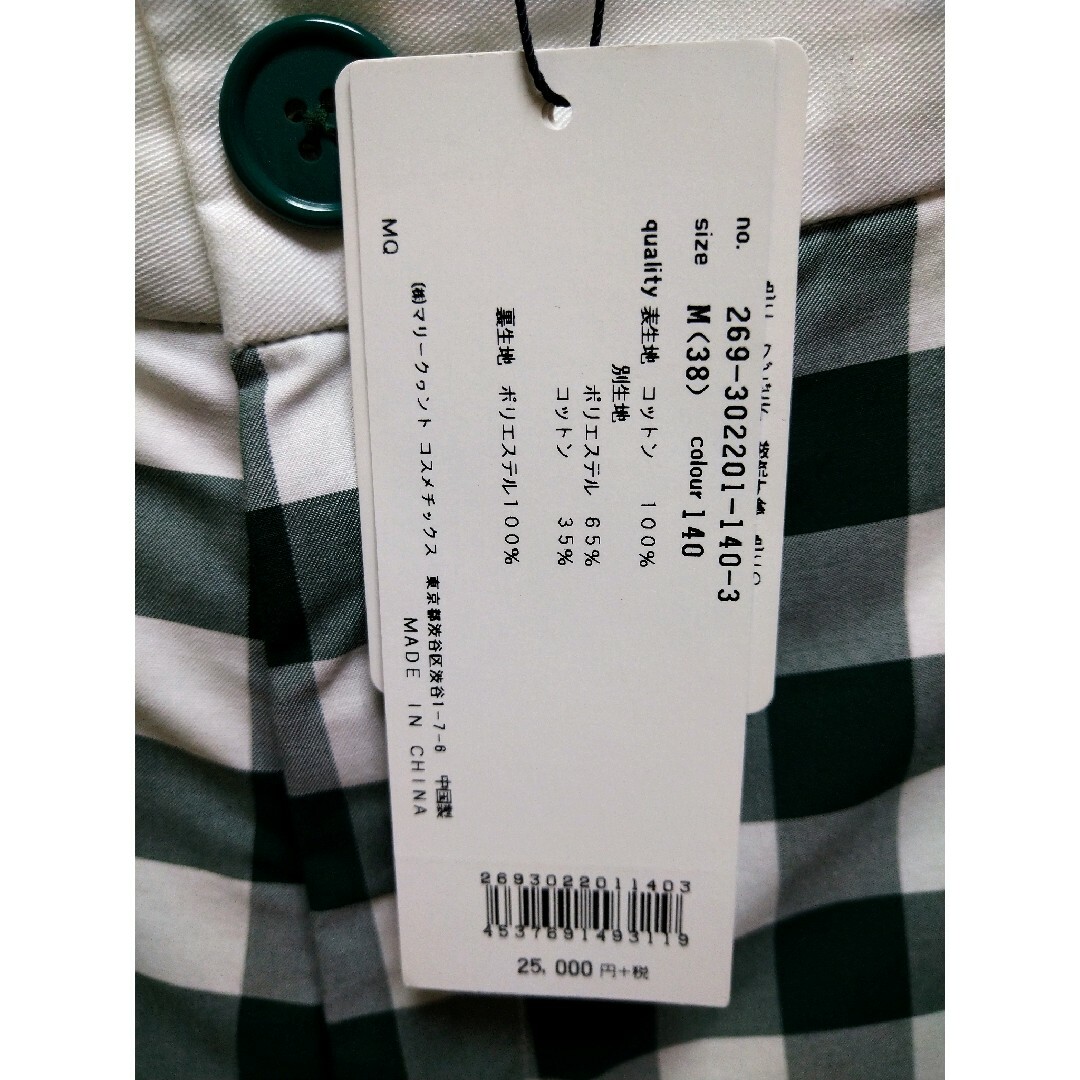 no. 269-302201-140-3
size M(38) colour 140
quality 表生地 コットン 100%
別生地
ポリエステル 65%
コットン 35%
裏生地 ポリエステル100%
MQ
(株)マリークヮント コスメチックス 東京都渋谷区渋谷1-7-6 中国製
MADE IN CHINA
2693022011403
4537691493119
25,000円+税